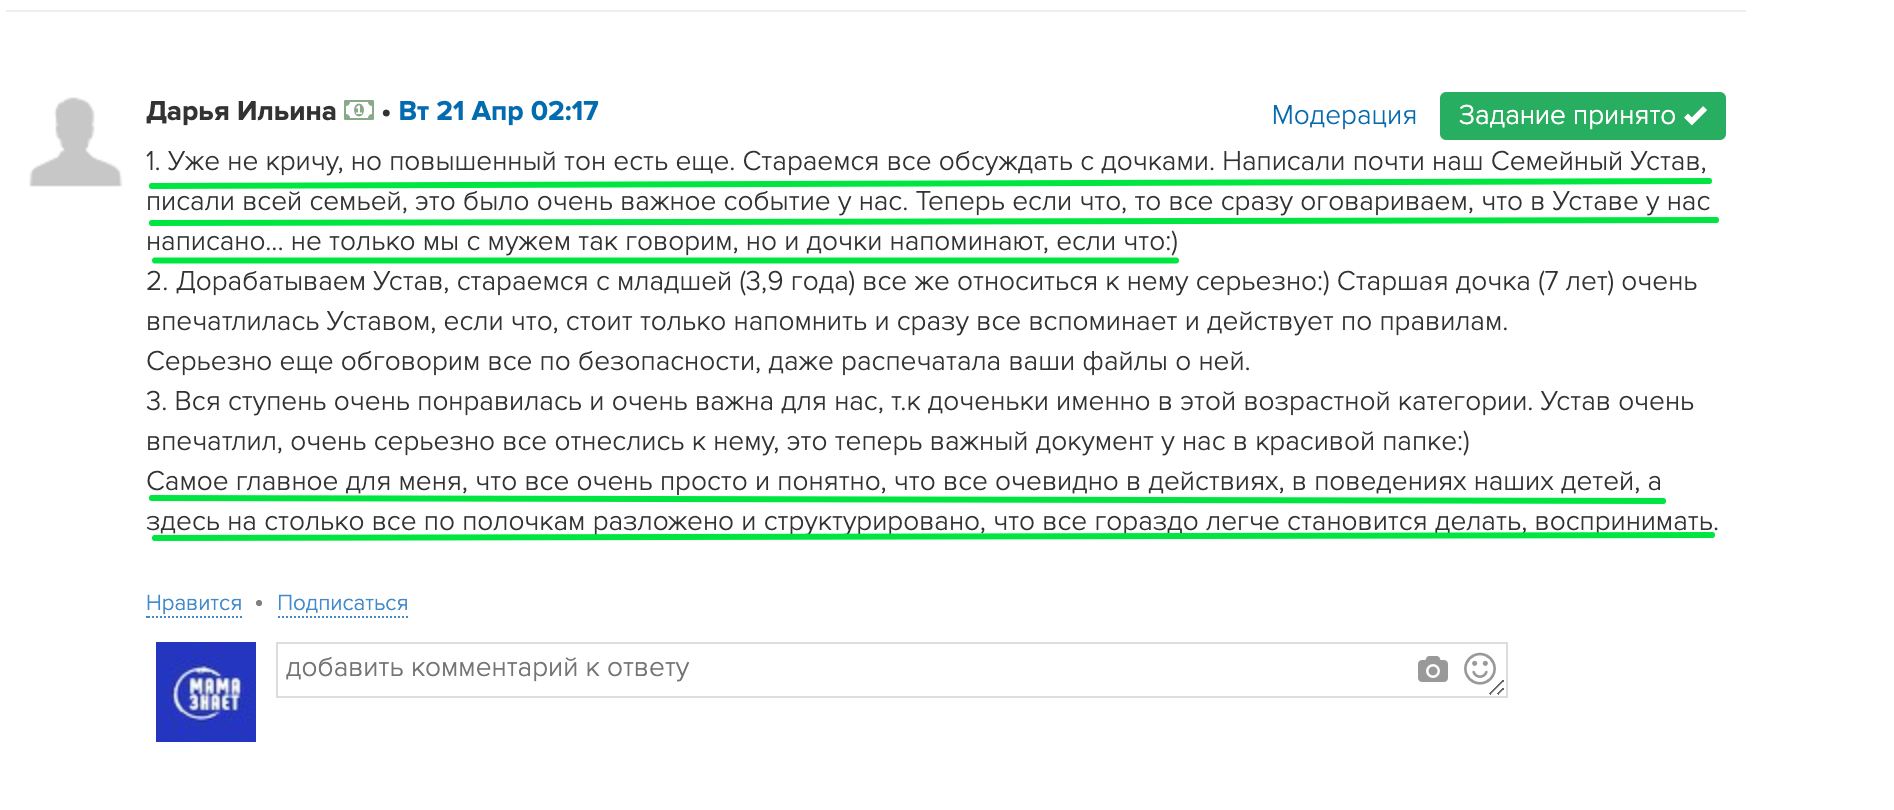 Дарья Ильина 1 • Вт 21 Апр 02:17
Модерация
Задание принято ✔
1. Уже не кричу, но повышенный тон есть еще. Стараемся все обсуждать с дочками. Написали почти наш Семейный Устав,
писали всей семьей, это было очень важное событие у нас. Теперь если что, то все сразу оговариваем, что в Уставе у нас
написано... не только мы с мужем так говорим, но и дочки напоминают, если что:)
2. Дорабатываем Устав, стараемся с младшей (3,9 года) все же относиться к нему серьезно:) Старшая дочка (7 лет) очень
впечатлилась Уставом, если что, стоит только напомнить и сразу все вспоминает и действует по правилам.
Серьезно еще обговорим все по безопасности, даже распечатала ваши файлы о ней.
3. Вся ступень очень понравилась и очень важна для нас, т.к доченьки именно в этой возрастной категории. Устав очень
впечатлил, очень серьезно все отнеслись к нему, это теперь важный документ у нас в красивой папке:)
Самое главное для меня, что все очень просто и понятно, что все очевидно в действиях, в поведениях наших детей, а
здесь на столько все по полочкам разложено и структурировано, что все гораздо легче становится делать, воспринимать.
Нравится • Подписаться
МАМА
ЗНАЕТ
добавить комментарий к ответу